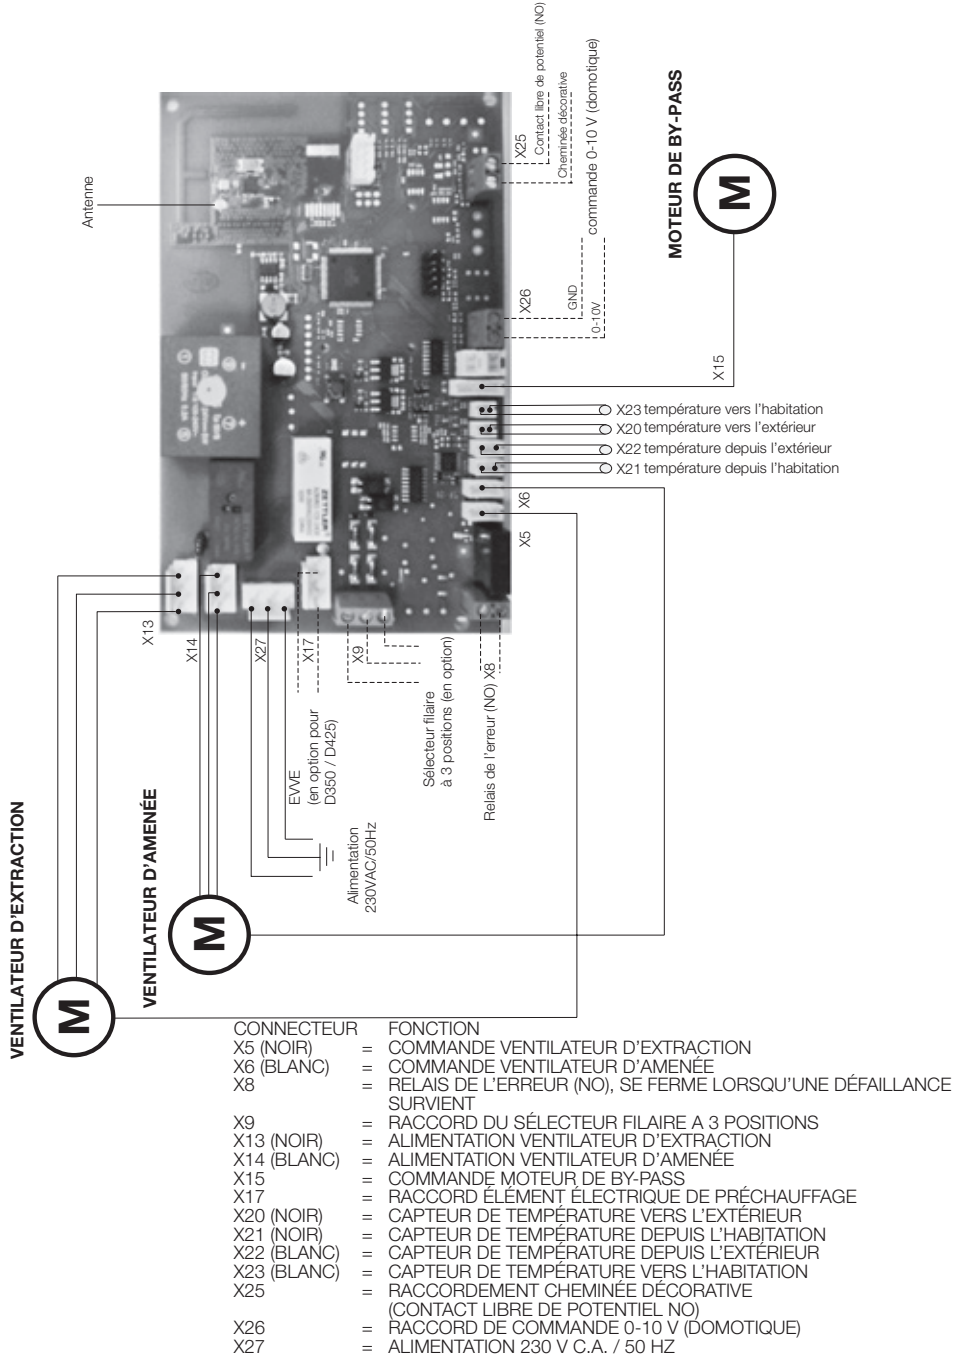 Antenne
X25
Contact libre de potentiel (NO)
Cheminée décorative
commande 0-10 V (domotique)
X26
GND
0-10V
MOTEUR DE BY-PASS
M
X15
X23 température vers l'habitation
X20 température vers l'extérieur
X22 température depuis l'extérieur
X21 température depuis l'habitation
X6
X5
ZETTLER
X13
X14
X27
X17
X9
EVVE
(en option pour
D350 / D425)
Sélecteur filaire
à 3 positions (en option)
Relais de l'erreur (NO) X8
Alimentation
230VAC/50Hz
VENTILATEUR D'AMENÉE
M
VENTILATEUR D'EXTRACTION
M
CONNECTEUR FONCTION
X5 (NOIR) = COMMANDE VENTILATEUR D'EXTRACTION
X6 (BLANC) = COMMANDE VENTILATEUR D'AMENÉE
X8 = RELAIS DE L'ERREUR (NO), SE FERME LORSQU'UNE DÉFAILLANCE
SURVIENT
X9 = RACCORD DU SÉLECTEUR FILAIRE A 3 POSITIONS
X13 (NOIR) = ALIMENTATION VENTILATEUR D'EXTRACTION
X14 (BLANC) = ALIMENTATION VENTILATEUR D'AMENÉE
X15 = COMMANDE MOTEUR DE BY-PASS
X17 = RACCORD ÉLÉMENT ÉLECTRIQUE DE PRÉCHAUFFAGE
X20 (NOIR) = CAPTEUR DE TEMPÉRATURE VERS L'EXTÉRIEUR
X21 (NOIR) = CAPTEUR DE TEMPÉRATURE DEPUIS L'HABITATION
X22 (BLANC) = CAPTEUR DE TEMPÉRATURE DEPUIS L'EXTÉRIEUR
X23 (BLANC) = CAPTEUR DE TEMPÉRATURE VERS L'HABITATION
X25 = RACCORDEMENT CHEMINÉE DÉCORATIVE
(CONTACT LIBRE DE POTENTIEL NO)
X26 = RACCORD DE COMMANDE 0-10 V (DOMOTIQUE)
X27 = ALIMENTATION 230 V C.A. / 50 HZ